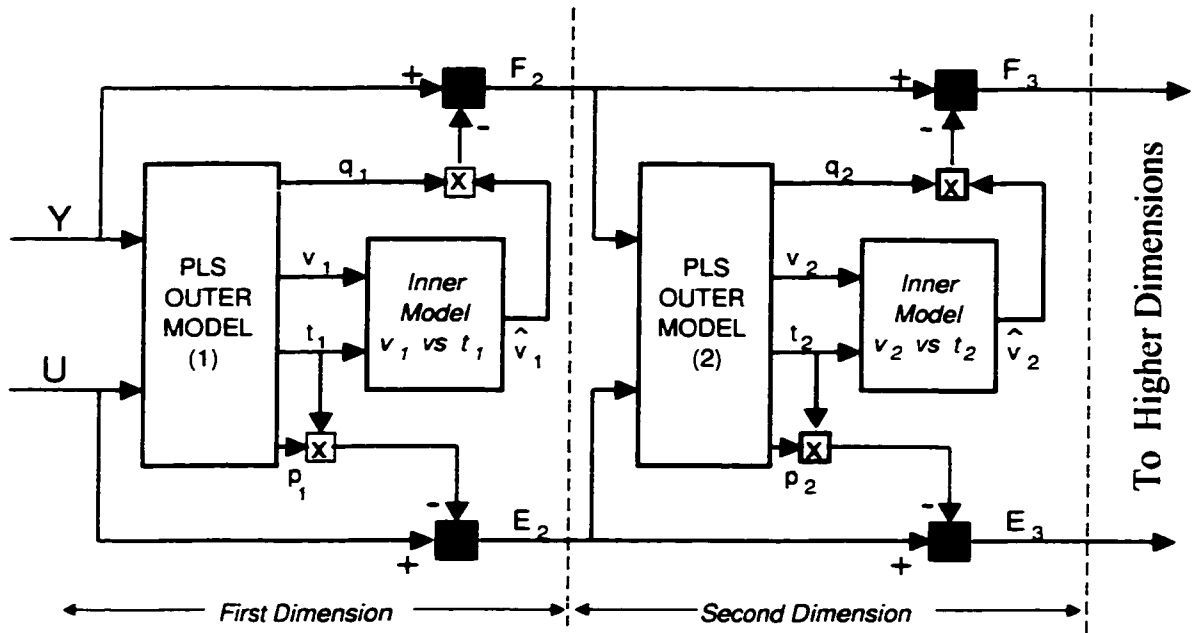 + F₂ + F₃
- -
q₁ q₂
x x
Y
PLS
OUTER
MODEL
(1)
v₁
t₁
Inner
Model
v₁ vs t₁
v̂₁
PLS
OUTER
MODEL
(2)
v₂
t₂
Inner
Model
v₂ vs t₂
v̂₂
U
x x
p₁ p₂
- -
E₂ E₃
+ +
First Dimension
Second Dimension
To Higher Dimensions